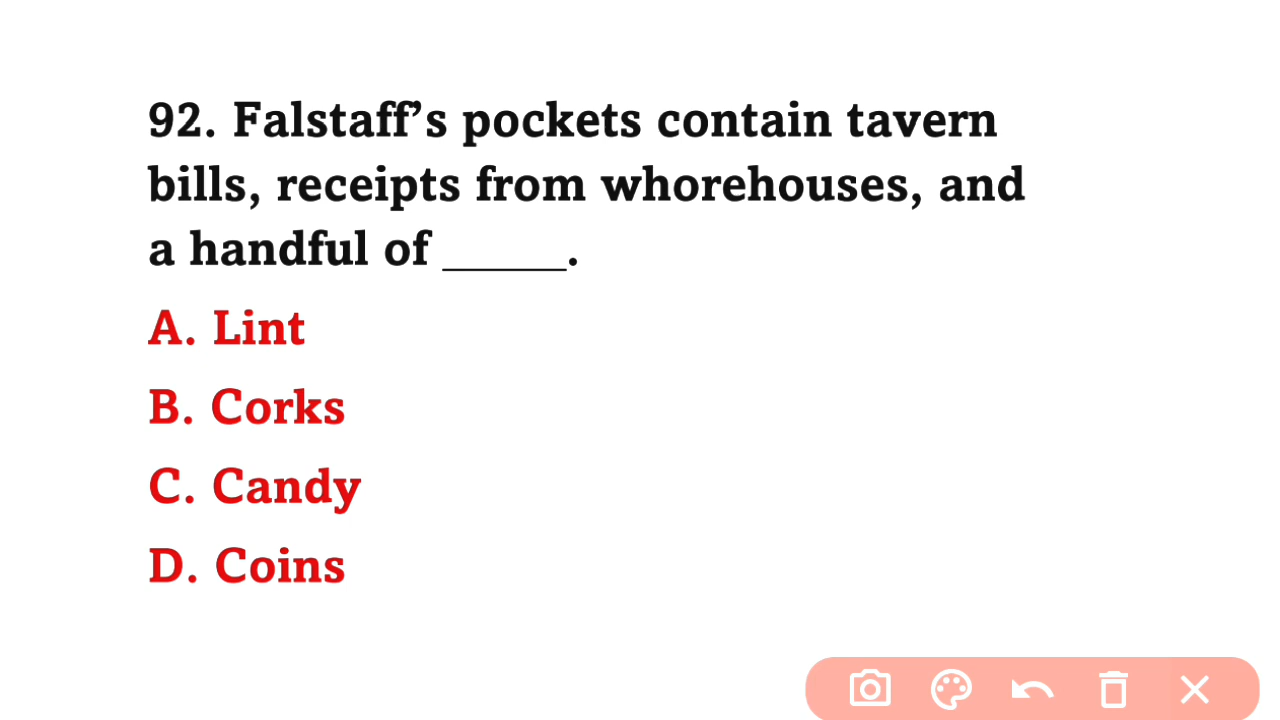 92. Falstaff’s pockets contain tavern
bills, receipts from whorehouses, and
a handful of _____.
A. Lint
B. Corks
C. Candy
D. Coins